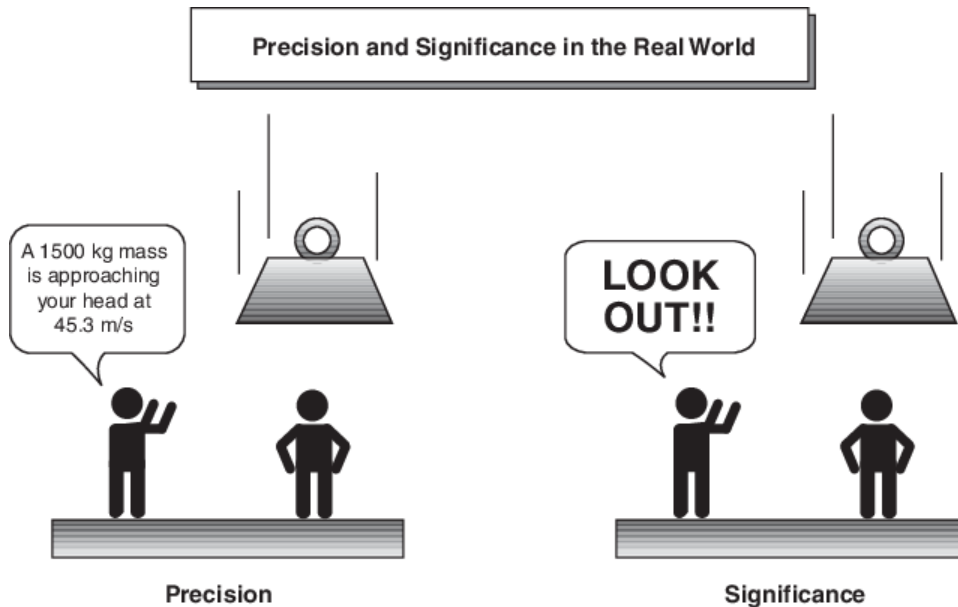 Precision and Significance in the Real World
A 1500 kg mass
is approaching
your head at
45.3 m/s
LOOK
OUT!!
Precision
Significance